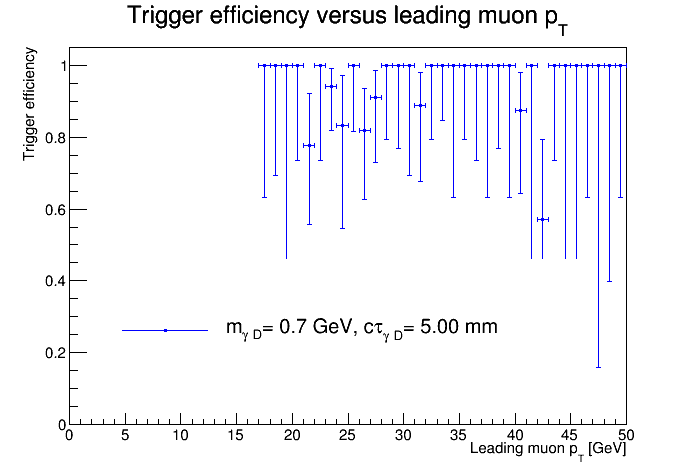 Trigger efficiency versus leading muon p_T
Trigger efficiency
1
0.8
0.6
0.4
0.2
0
m_γ D= 0.7 GeV, cτ_γ D= 5.00 mm
0 5 10 15 20 25 30 35 40 45 50
Leading muon p_T [GeV]